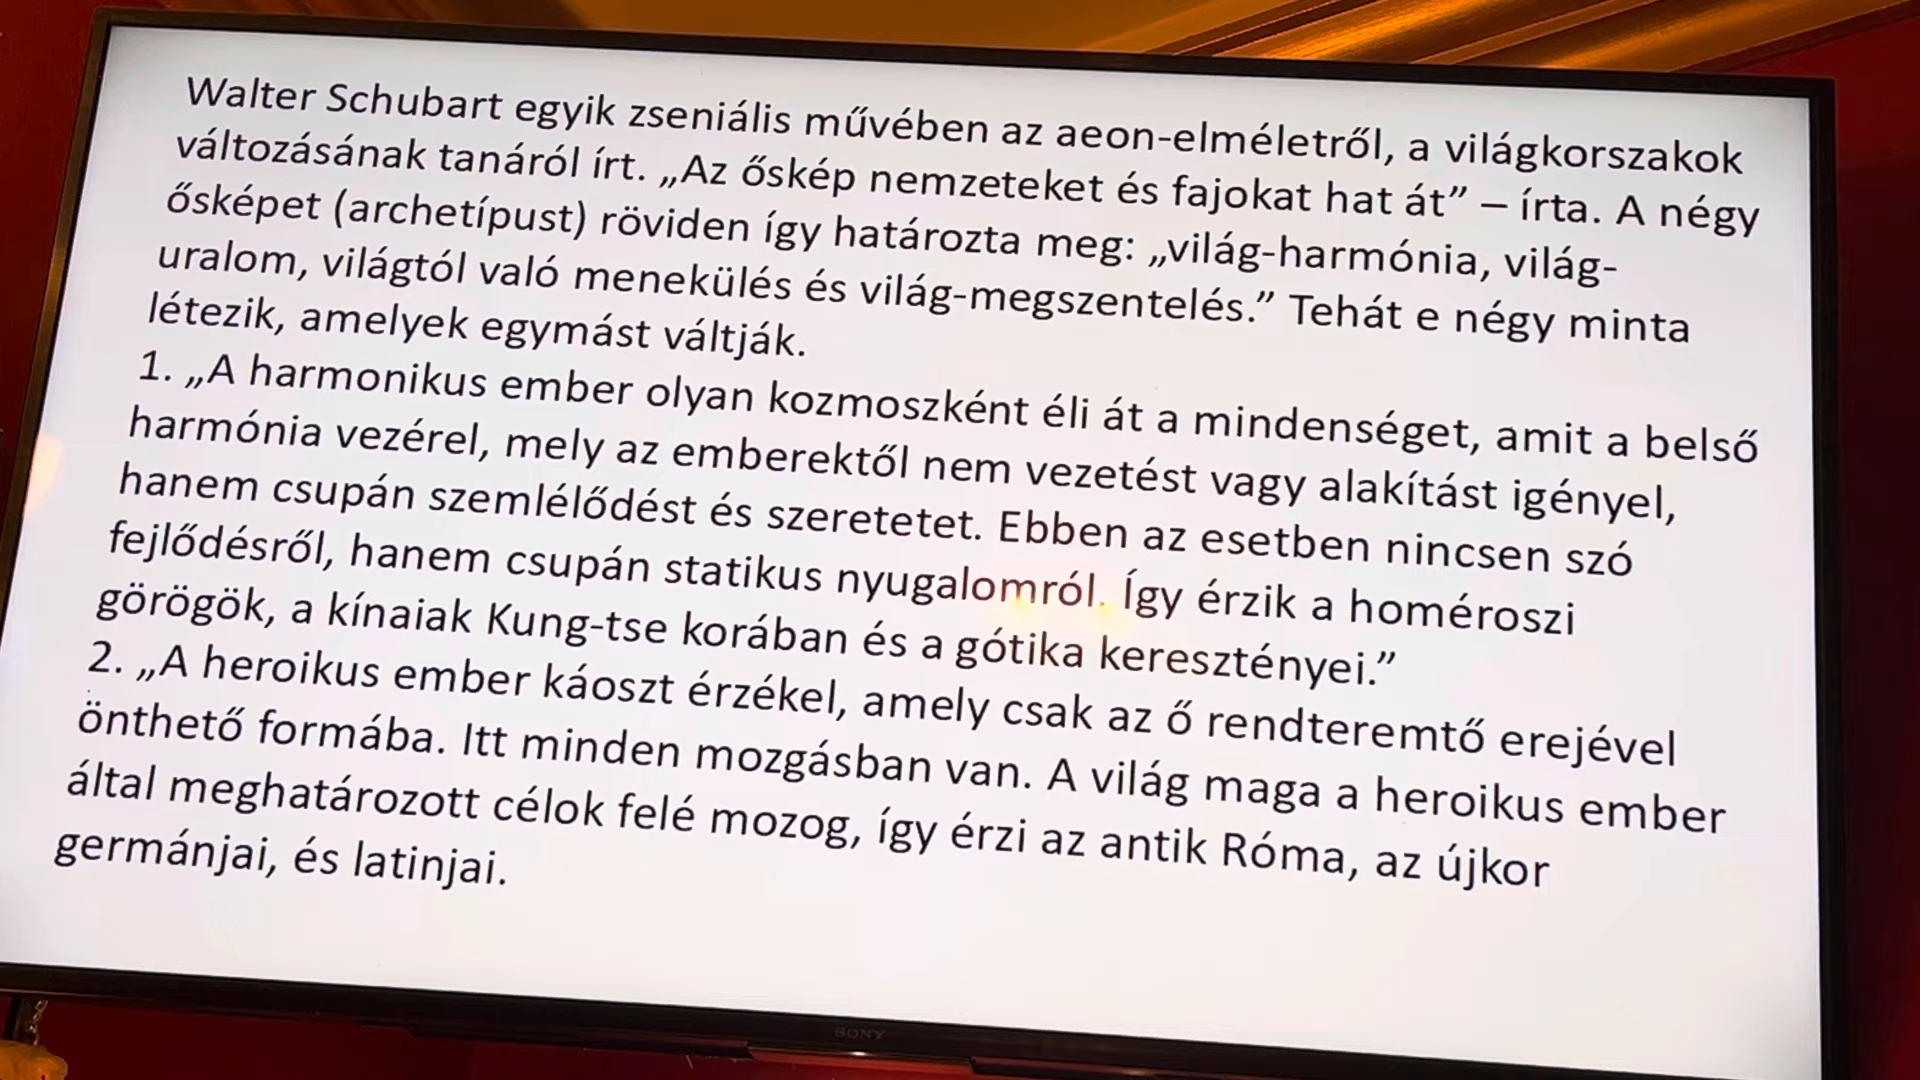 Walter Schubart egyik zseniális művében az aeon-elméletről, a világkorszakok
változásának tanáról írt. „Az őskép nemzeteket és fajokat hat át” – írta. A négy
ősképet (archetípust) röviden így határozta meg: „világ-harmónia, világ-
uralom, világtól való menekülés és világ-megszentelés.” Tehát e négy minta
létezik, amelyek egymást váltják.
1. „A harmonikus ember olyan kozmoszként éli át a mindenséget, amit a belső
harmónia vezérel, mely az emberektől nem vezetést vagy alakítást igényel,
hanem csupán szemlélődést és szeretetet. Ebben az esetben nincsen szó
fejlődésről, hanem csupán statikus nyugalomról. Így érzik a homéroszi
görögök, a kínaiak Kung-tse korában és a gótika keresztényei.”
2. „A heroikus ember káoszt érzékel, amely csak az ő rendteremtő erejével
önthető formába. Itt minden mozgásban van. A világ maga a heroikus ember
által meghatározott célok felé mozog, így érzi az antik Róma, az újkor
germánjai, és latinjai.
SONY